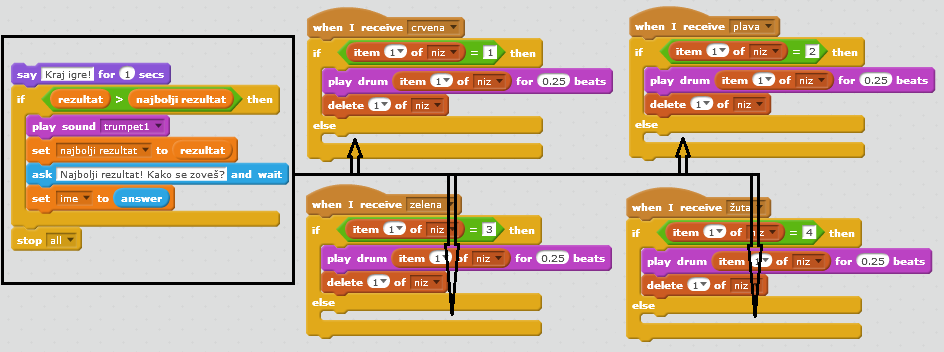 say Kraj igre! for 1 secs
if rezultat > najbolji rezultat then
play sound trumpet1
set najbolji rezultat to rezultat
ask Najbolji rezultat! Kako se zoveš? and wait
set ime to answer
stop all
when I receive crvena
if item 1 of niz = 1 then
play drum item 1 of niz for 0.25 beats
delete 1 of niz
else
when I receive plava
if item 1 of niz = 2 then
play drum item 1 of niz for 0.25 beats
delete 1 of niz
else
when I receive zelena
if item 1 of niz = 3 then
play drum item 1 of niz for 0.25 beats
delete 1 of niz
else
when I receive žuta
if item 1 of niz = 4 then
play drum item 1 of niz for 0.25 beats
delete 1 of niz
else